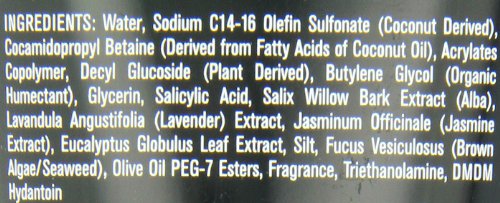 INGREDIENTS: Water, Sodium C14-16 Olefin Sulfonate (Coconut Derived),
Cocamidopropyl Betaine (Derived from Fatty Acids of Coconut Oil), Acrylates
Copolymer, Decyl Glucoside (Plant Derived), Butylene Glycol (Organic
Humectant), Glycerin, Salicylic Acid, Salix Willow Bark Extract (Alba),
Lavandula Angustifolia (Lavender) Extract, Jasminum Officinale (Jasmine
Extract), Eucalyptus Globulus Leaf Extract, Silt, Fucus Vesiculosus (Brown
Algae/Seaweed), Olive Oil PEG-7 Esters, Fragrance, Triethanolamine, DMDM
Hydantoin